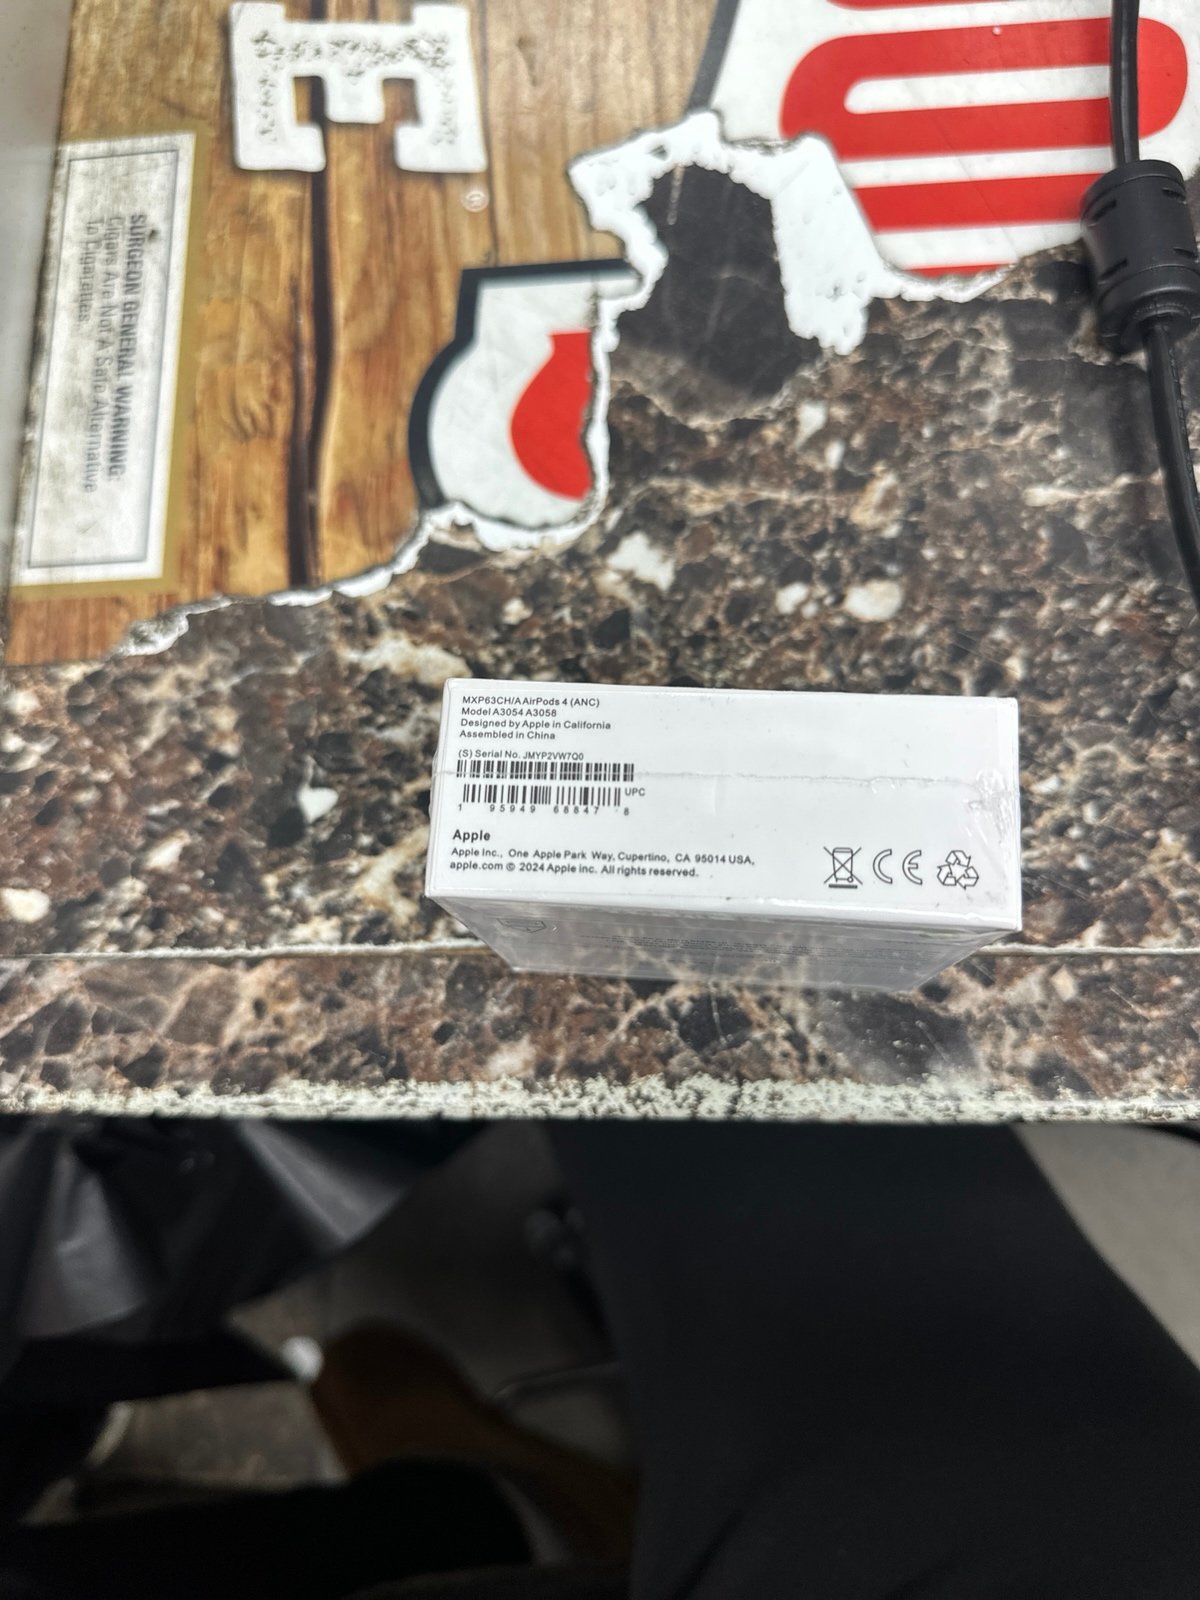 E
®
SURGEON GENERAL WARNING:
Cigars Are Not A Safe Alternative
To Cigarettes.
MXP63CH/A AirPods 4 (ANC)
Model A3054 A3058
Designed by Apple in California
Assembled in China
(S) Serial No. JMYP2VW7Q0
UPC
1 95949 68847 8
Apple
Apple Inc., One Apple Park Way, Cupertino, CA 95014 USA,
apple.com © 2024 Apple inc. All rights reserved.
CE